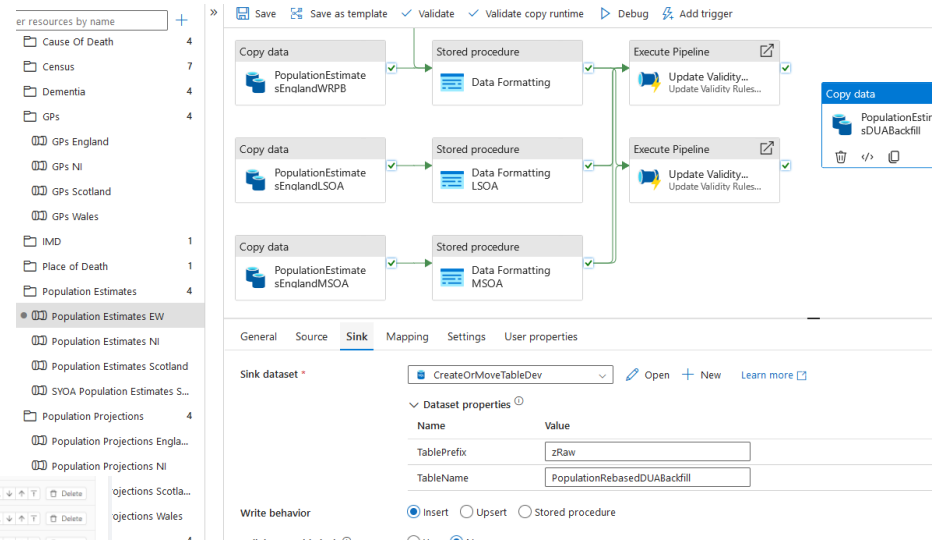 er resources by name
Cause Of Death 4
Census 7
Dementia 4
GPs 4
GPs England
GPs NI
GPs Scotland
GPs Wales
IMD 1
Place of Death 1
Population Estimates 4
Population Estimates EW
Population Estimates NI
Population Estimates Scotland
SYOA Population Estimates S...
Population Projections 4
Population Projections Engla...
Population Projections NI
Delete
ojections Scotla...
Delete
ojections Wales
Save
Save as template
Validate
Validate copy runtime
Debug
Add trigger
Copy data
PopulationEstimate
sEnglandWRPB
Stored procedure
Data Formatting
Execute Pipeline
Update Validity...
Update Validity Rules...
Copy data
PopulationEstim
sDUABackfill
Copy data
PopulationEstimate
sEnglandLSOA
Stored procedure
Data Formatting
LSOA
Execute Pipeline
Update Validity...
Update Validity Rules...
Copy data
PopulationEstimate
sEnglandMSOA
Stored procedure
Data Formatting
MSOA
General Source Sink Mapping Settings User properties
Sink dataset *
CreateOrMoveTableDev
Open
New
Learn more
Dataset properties
Name Value
TablePrefix zRaw
TableName PopulationRebasedDUABackfill
Write behavior
Insert Upsert Stored procedure